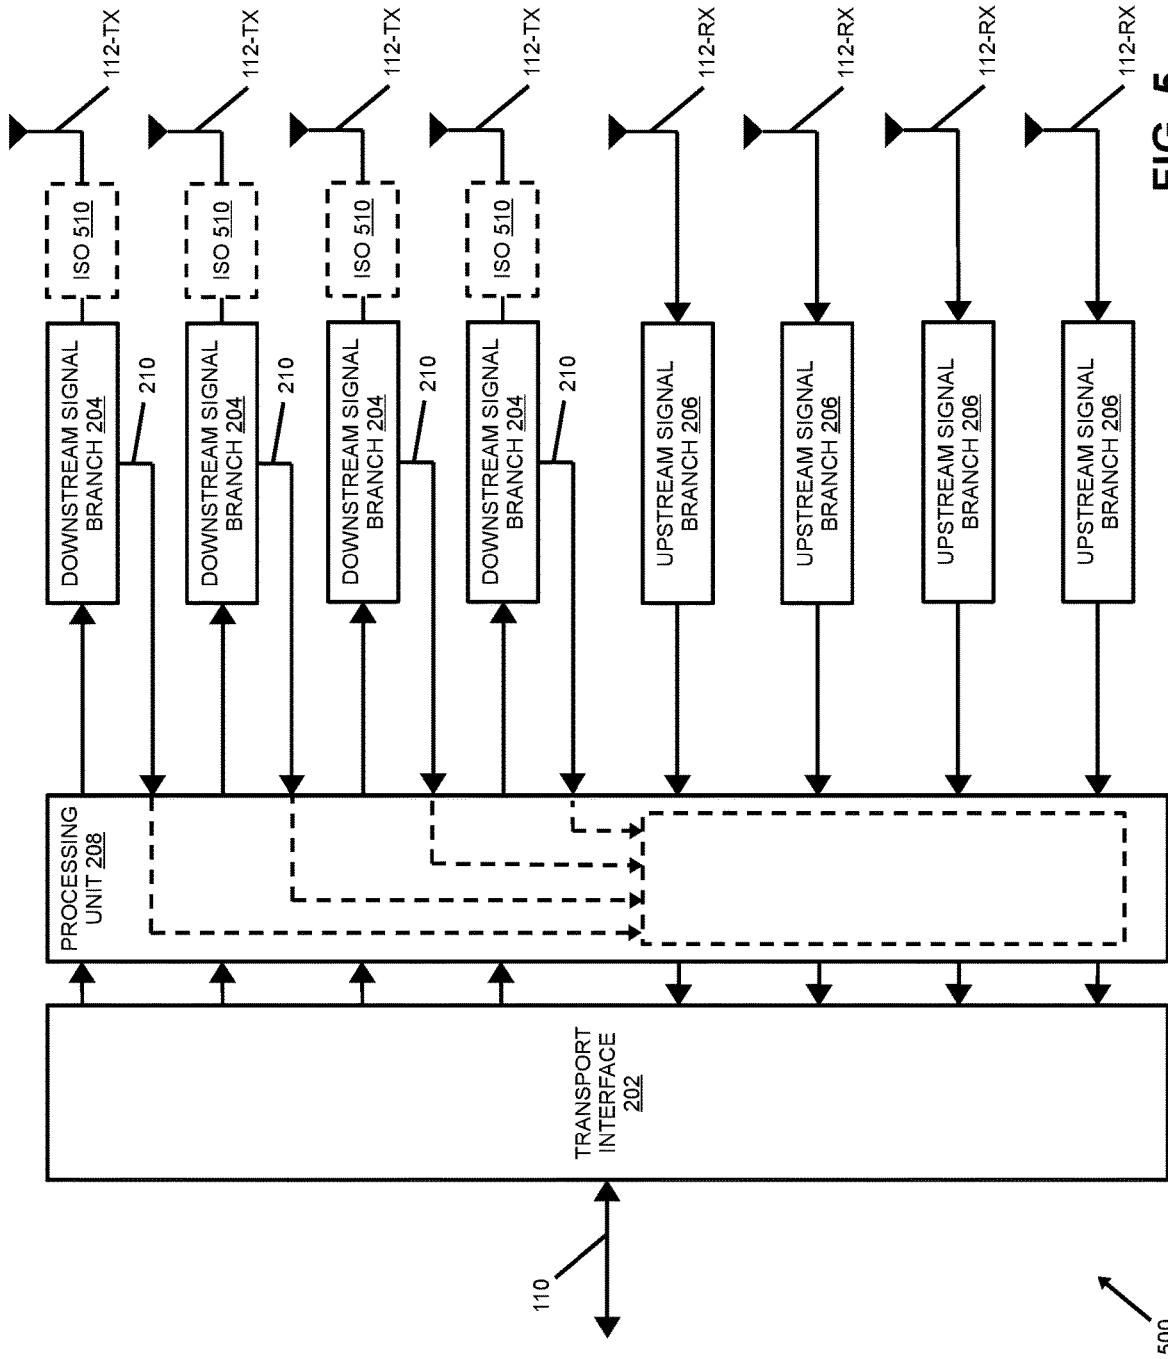 112-TX
112-TX
112-TX
112-TX
112-RX
112-RX
112-RX
112-RX
ISO 510
ISO 510
ISO 510
ISO 510
DOWNSTREAM SIGNAL
BRANCH 204
210
DOWNSTREAM SIGNAL
BRANCH 204
210
DOWNSTREAM SIGNAL
BRANCH 204
210
DOWNSTREAM SIGNAL
BRANCH 204
210
UPSTREAM SIGNAL
BRANCH 206
UPSTREAM SIGNAL
BRANCH 206
UPSTREAM SIGNAL
BRANCH 206
UPSTREAM SIGNAL
BRANCH 206
PROCESSING
UNIT 208
TRANSPORT
INTERFACE
202
110
500
FIG. 5